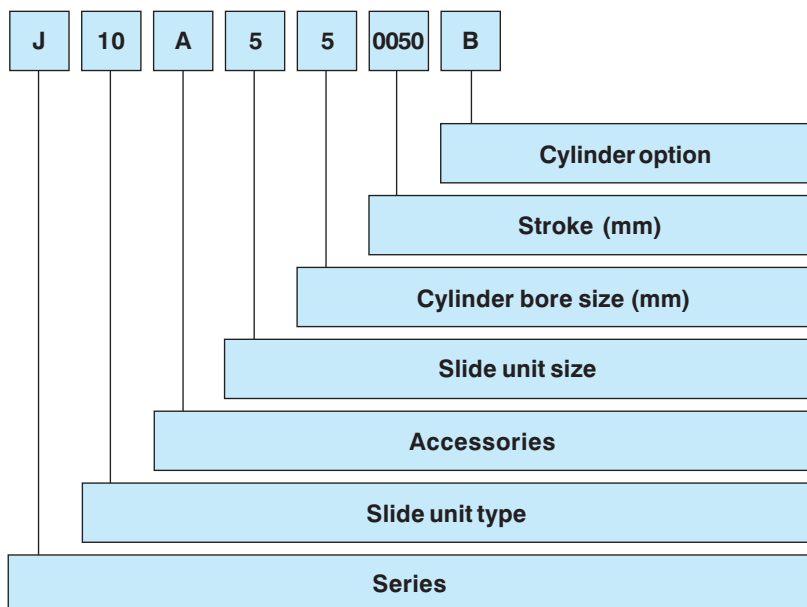 J 10 A 5 5 0050 B
Cylinder option
Stroke (mm)
Cylinder bore size (mm)
Slide unit size
Accessories
Slide unit type
Series